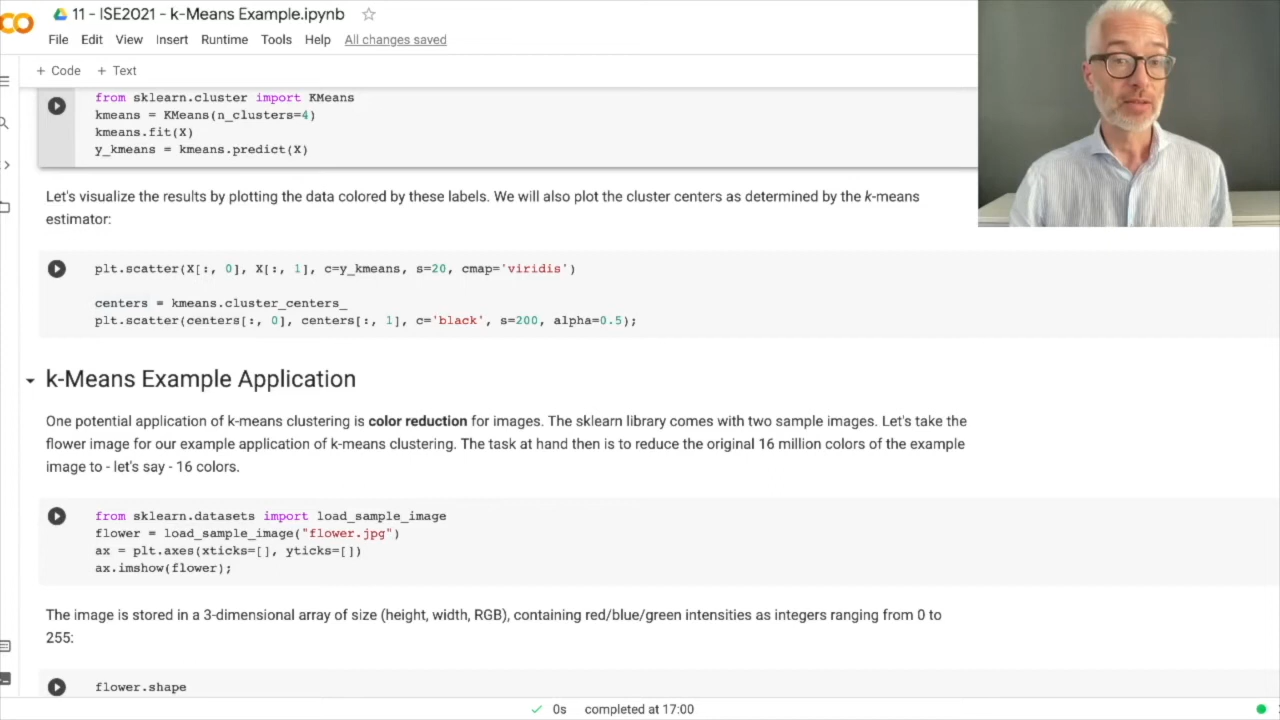 11 - ISE2021 - k-Means Example.ipynb
File Edit View Insert Runtime Tools Help All changes saved
+ Code + Text
from sklearn.cluster import KMeans
kmeans = KMeans(n_clusters=4)
kmeans.fit(X)
y_kmeans = kmeans.predict(X)
Let's visualize the results by plotting the data colored by these labels. We will also plot the cluster centers as determined by the k-means
estimator:
plt.scatter(X[:, 0], X[:, 1], c=y_kmeans, s=20, cmap='viridis')
centers = kmeans.cluster_centers_
plt.scatter(centers[:, 0], centers[:, 1], c='black', s=200, alpha=0.5);
k-Means Example Application
One potential application of k-means clustering is color reduction for images. The sklearn library comes with two sample images. Let's take the
flower image for our example application of k-means clustering. The task at hand then is to reduce the original 16 million colors of the example
image to - let's say - 16 colors.
from sklearn.datasets import load_sample_image
flower = load_sample_image("flower.jpg")
ax = plt.axes(xticks=[], yticks=[])
ax.imshow(flower);
The image is stored in a 3-dimensional array of size (height, width, RGB), containing red/blue/green intensities as integers ranging from 0 to
255:
flower.shape
0s completed at 17:00